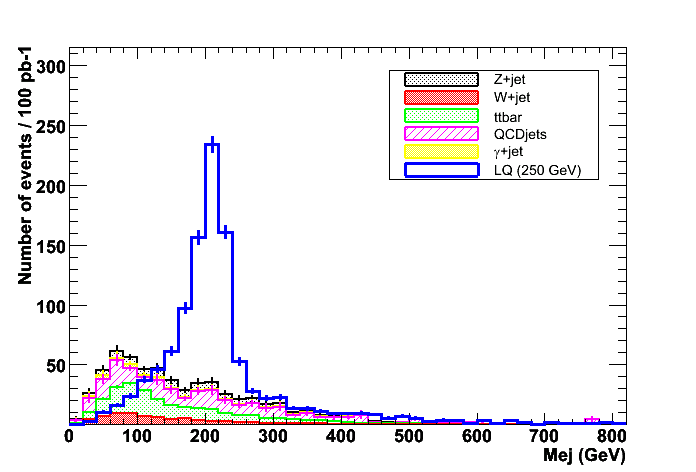 Number of events / 100 pb-1
300
250
200
150
100
50
Z+jet
W+jet
ttbar
QCDjets
γ+jet
LQ (250 GeV)
0 100 200 300 400 500 600 700 800
Mej (GeV)